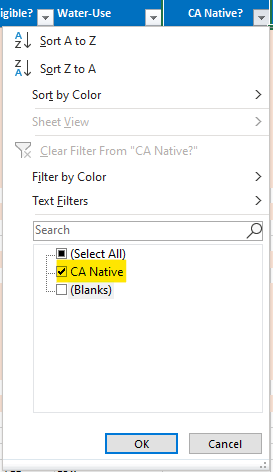 igible? Water-Use CA Native?
Sort A to Z
Sort Z to A
Sort by Color
Sheet View
Clear Filter From "CA Native?"
Filter by Color
Text Filters
Search
(Select All)
CA Native
(Blanks)
OK Cancel